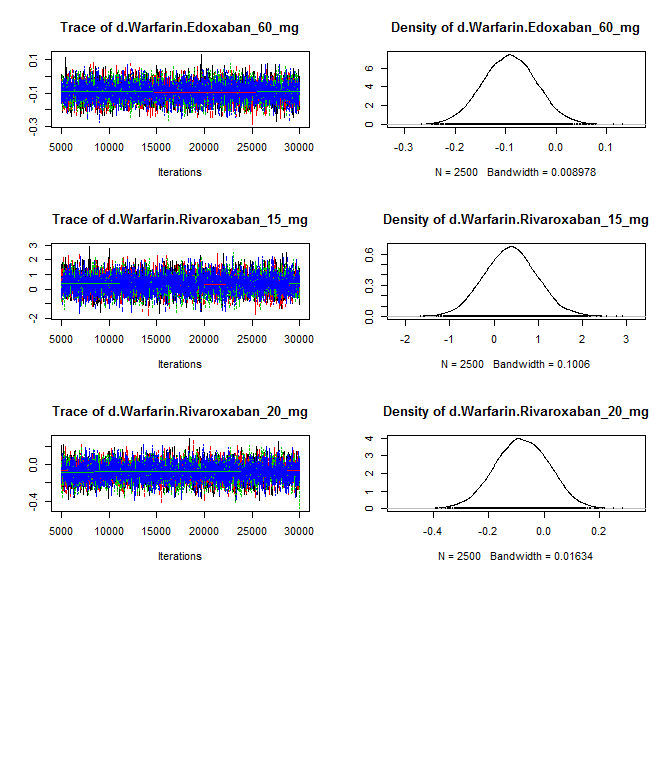 Trace of d.Warfarin.Edoxaban_60_mg
0.1
-0.1
-0.3
5000 10000 15000 20000 25000 30000
Iterations
Density of d.Warfarin.Edoxaban_60_mg
6
4
2
0
-0.3 -0.2 -0.1 0.0 0.1
N = 2500 Bandwidth = 0.008978
Trace of d.Warfarin.Rivaroxaban_15_mg
3
2
1
0
-2
5000 10000 15000 20000 25000 30000
Iterations
Density of d.Warfarin.Rivaroxaban_15_mg
0.6
0.3
0.0
-2 -1 0 1 2 3
N = 2500 Bandwidth = 0.1006
Trace of d.Warfarin.Rivaroxaban_20_mg
0.0
-0.4
5000 10000 15000 20000 25000 30000
Iterations
Density of d.Warfarin.Rivaroxaban_20_mg
4
3
2
1
0
-0.4 -0.2 0.0 0.2
N = 2500 Bandwidth = 0.01634